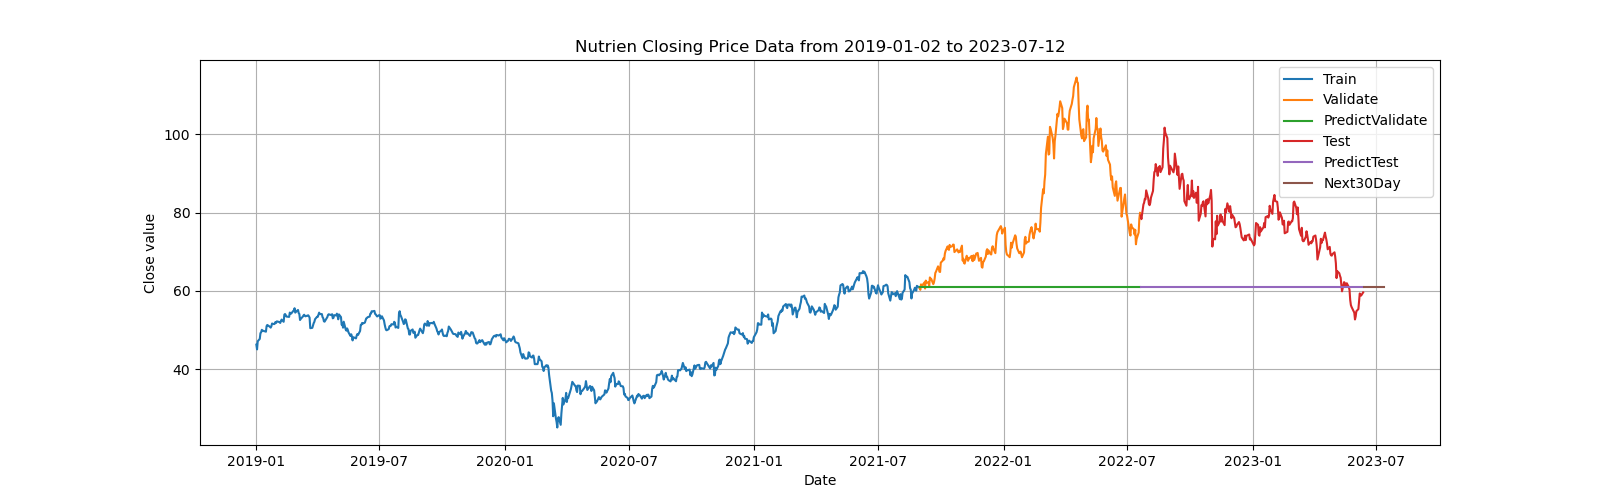 Nutrien Closing Price Data from 2019-01-02 to 2023-07-12
Close value
100
80
60
40
Train
Validate
PredictValidate
Test
PredictTest
Next30Day
2019-01
2019-07
2020-01
2020-07
2021-01
2021-07
2022-01
2022-07
2023-01
2023-07
Date